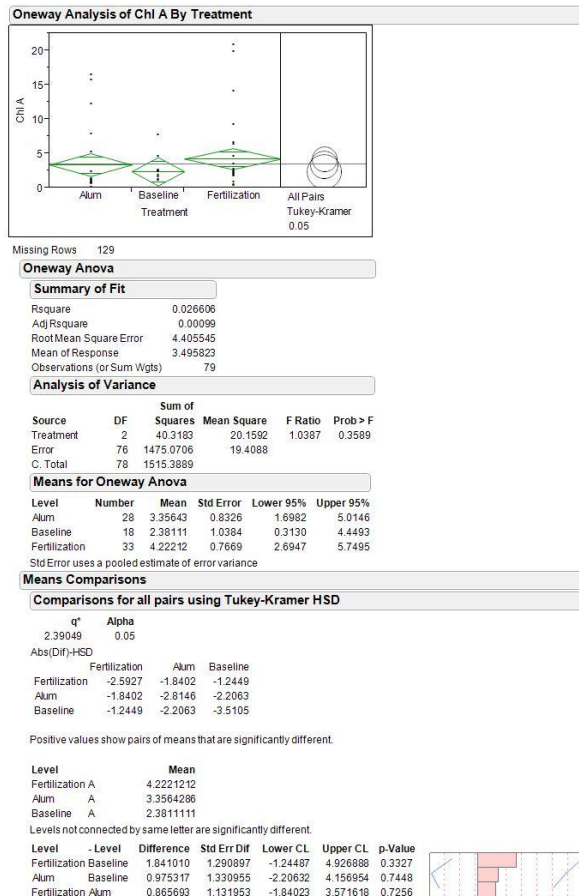 Oneway Analysis of Chl A By Treatment
20
15
10
5
0
Chl A
Alum Baseline Fertilization All Pairs
Treatment Tukey-Kramer
0.05
Missing Rows 129
Oneway Anova
Summary of Fit
Rsquare 0.026606
Adj Rsquare 0.00099
Root Mean Square Error 4.405545
Mean of Response 3.495823
Observations (or Sum Wgts) 79
Analysis of Variance
Sum of
Source DF Squares Mean Square F Ratio Prob > F
Treatment 2 40.3183 20.1592 1.0387 0.3589
Error 76 1475.0706 19.4088
C. Total 78 1515.3889
Means for Oneway Anova
Level Number Mean Std Error Lower 95% Upper 95%
Alum 28 3.35643 0.8326 1.6982 5.0146
Baseline 18 2.38111 1.0384 0.3130 4.4493
Fertilization 33 4.22212 0.7669 2.6947 5.7495
Std Error uses a pooled estimate of error variance
Means Comparisons
Comparisons for all pairs using Tukey-Kramer HSD
q* Alpha
2.39049 0.05
Abs(Dif)-HSD
Fertilization Alum Baseline
Fertilization -2.5927 -1.8402 -1.2449
Alum -1.8402 -2.8146 -2.2063
Baseline -1.2449 -2.2063 -3.5105
Positive values show pairs of means that are significantly different.
Level Mean
Fertilization A 4.2221212
Alum A 3.3564286
Baseline A 2.3811111
Levels not connected by same letter are significantly different.
Level - Level Difference Std Err Dif Lower CL Upper CL p-Value
Fertilization Baseline 1.841010 1.290897 -1.24487 4.926888 0.3327
Alum Baseline 0.975317 1.330955 -2.20632 4.156954 0.7448
Fertilization Alum 0.865693 1.131953 -1.84023 3.571618 0.7256